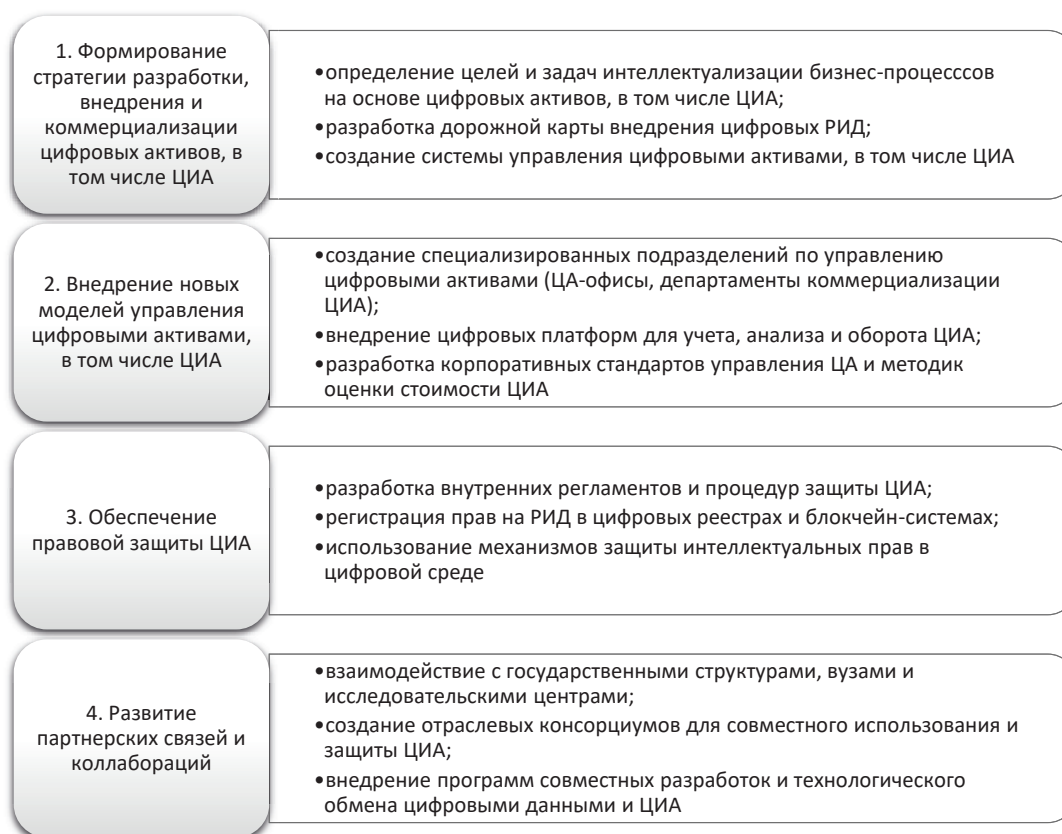 1. Формирование
стратегии разработки,
внедрения и
коммерциализации
цифровых активов, в
том числе ЦИА
•определение целей и задач интеллектуализации бизнес-процесссов
на основе цифровых активов, в том числе ЦИА;
•разработка дорожной карты внедрения цифровых РИД;
•создание системы управления цифровыми активами, в том числе ЦИА
2. Внедрение новых
моделей управления
цифровыми активами,
в том числе ЦИА
•создание специализированных подразделений по управлению
цифровыми активами (ЦА-офисы, департаменты коммерциализации
ЦИА);
•внедрение цифровых платформ для учета, анализа и оборота ЦИА;
•разработка корпоративных стандартов управления ЦА и методик
оценки стоимости ЦИА
3. Обеспечение
правовой защиты ЦИА
•разработка внутренних регламентов и процедур защиты ЦИА;
•регистрация прав на РИД в цифровых реестрах и блокчейн-системах;
•использование механизмов защиты интеллектуальных прав в
цифровой среде
4. Развитие
партнерских связей и
коллабораций
•взаимодействие с государственными структурами, вузами и
исследовательскими центрами;
•создание отраслевых консорциумов для совместного использования и
защиты ЦИА;
•внедрение программ совместных разработок и технологического
обмена цифровыми данными и ЦИА